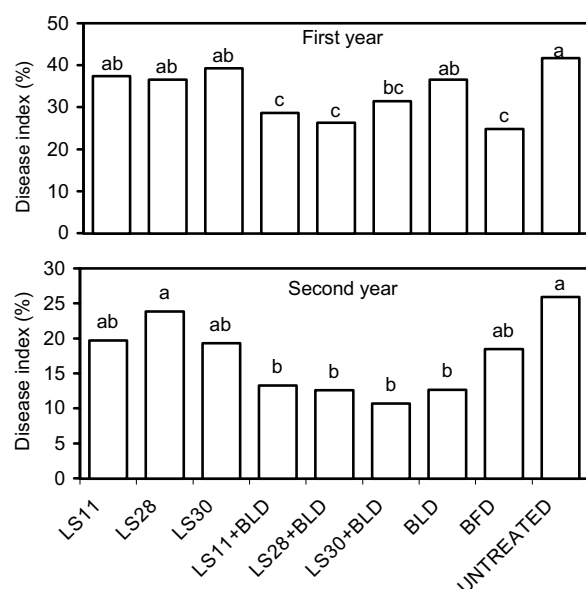 50
First year
a
ab
ab
ab
ab
40
bc
30
c
c
c
20
10
0
Disease index (%)
30
Second year
a
25
a
ab
ab
ab
20
b
b
b
b
15
10
5
0
Disease index (%)
LS11
LS28
LS30
LS11+BLD
LS28+BLD
LS30+BLD
BLD
BFD
UNTREATED